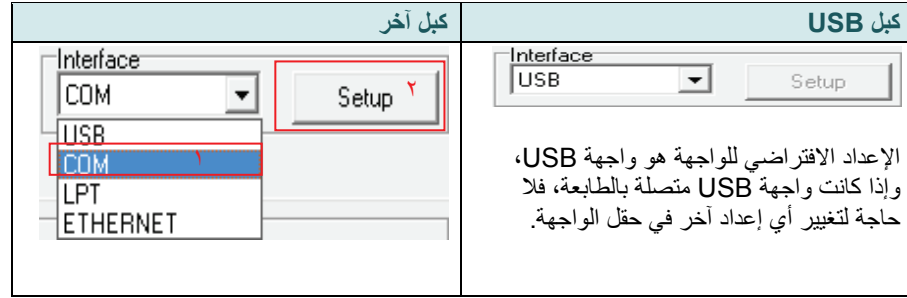 كبل USB
كبل آخر
Interface
USB
Setup
الإعداد الافتراضي للواجهة هو واجهة USB،
وإذا كانت واجهة USB متصلة بالطابعة، فلا
حاجة لتغيير أي إعداد آخر في حقل الواجهة.
Interface
COM
Setup ٢
USB
COM ١
LPT
ETHERNET